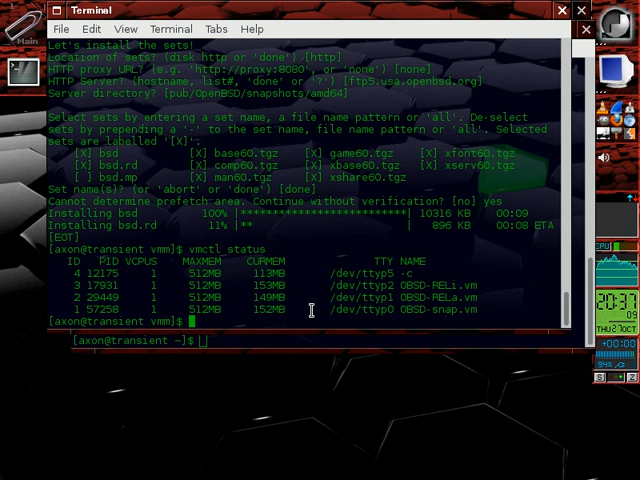 Terminal
File Edit View Terminal Tabs Help
Let's install the sets!
Location of sets? (disk http or 'done') [http]
HTTP proxy URL? (e.g. 'http://proxy:8080', or 'none') [none]
HTTP Server? (hostname, list#, 'done' or '?') [ftp5.usa.openbsd.org]
Server directory? [pub/OpenBSD/snapshots/amd64]
Select sets by entering a set name, a file name pattern or 'all'. De-select
sets by prepending a '-' to the set name, file name pattern or 'all'. Selected
sets are labelled '[X]'.
[X] bsd [X] base60.tgz [X] game60.tgz [X] xfont60.tgz
[X] bsd.rd [X] comp60.tgz [X] xbase60.tgz [X] xserv60.tgz
[ ] bsd.mp [X] man60.tgz [X] xshare60.tgz
Set name(s)? (or 'abort' or 'done') [done]
Cannot determine prefetch area. Continue without verification? [no] yes
Installing bsd 100% |**************************| 10316 KB 00:09
Installing bsd.rd 11% |** | 896 KB 00:08 ETA
[EOT]
[axon@transient vmm]$ vmctl status
ID PID VCPUS MAXMEM CURMEM TTY NAME
4 12175 1 512MB 113MB /dev/ttyp5 -c
3 17931 1 512MB 153MB /dev/ttyp2 OBSD-RELi.vm
2 29449 1 512MB 149MB /dev/ttyp1 OBSD-RELa.vm
1 57258 1 512MB 152MB /dev/ttyp0 OBSD-snap.vm
[axon@transient vmm]$
[axon@transient ~]$
Main
CPU
20:37
09
THU 27 OCT
+00:00
94%
S Z